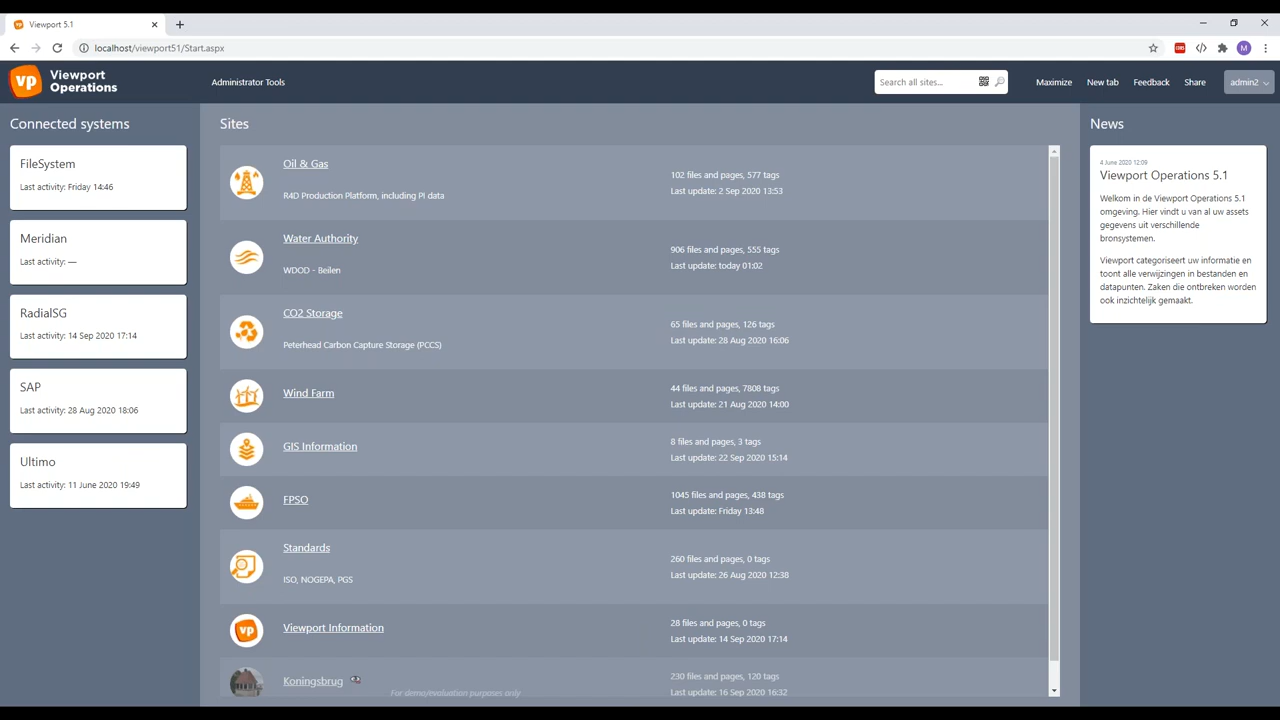 Viewport 5.1
localhost/viewport51/Start.aspx
M
vp
Viewport
Operations
Administrator Tools
Search all sites...
Maximize
New tab
Feedback
Share
admin2
Connected systems
FileSystem
Last activity: Friday 14:46
Meridian
Last activity: —
RadialSG
Last activity: 14 Sep 2020 17:14
SAP
Last activity: 28 Aug 2020 18:06
Ultimo
Last activity: 11 June 2020 19:49
Sites
Oil & Gas
R4D Production Platform, including PI data
102 files and pages, 577 tags
Last update: 2 Sep 2020 13:53
Water Authority
WDOD - Beilen
906 files and pages, 555 tags
Last update: today 01:02
CO2 Storage
Peterhead Carbon Capture Storage (PCCS)
65 files and pages, 126 tags
Last update: 28 Aug 2020 16:06
Wind Farm
44 files and pages, 7808 tags
Last update: 21 Aug 2020 14:00
GIS Information
8 files and pages, 3 tags
Last update: 22 Sep 2020 15:14
FPSO
1045 files and pages, 438 tags
Last update: Friday 13:48
Standards
ISO, NOGEPA, PGS
260 files and pages, 0 tags
Last update: 26 Aug 2020 12:38
vp
Viewport Information
28 files and pages, 0 tags
Last update: 14 Sep 2020 17:14
Koningsbrug
For demo/evaluation purposes only
230 files and pages, 120 tags
Last update: 16 Sep 2020 16:32
News
4 June 2020 12:09
Viewport Operations 5.1
Welkom in de Viewport Operations 5.1
omgeving. Hier vindt u van al uw assets
gegevens uit verschillende
bronsystemen.
Viewport categoriseert uw informatie en
toont alle verwijzingen in bestanden en
datapunten. Zaken die ontbreken worden
ook inzichtelijk gemaakt.